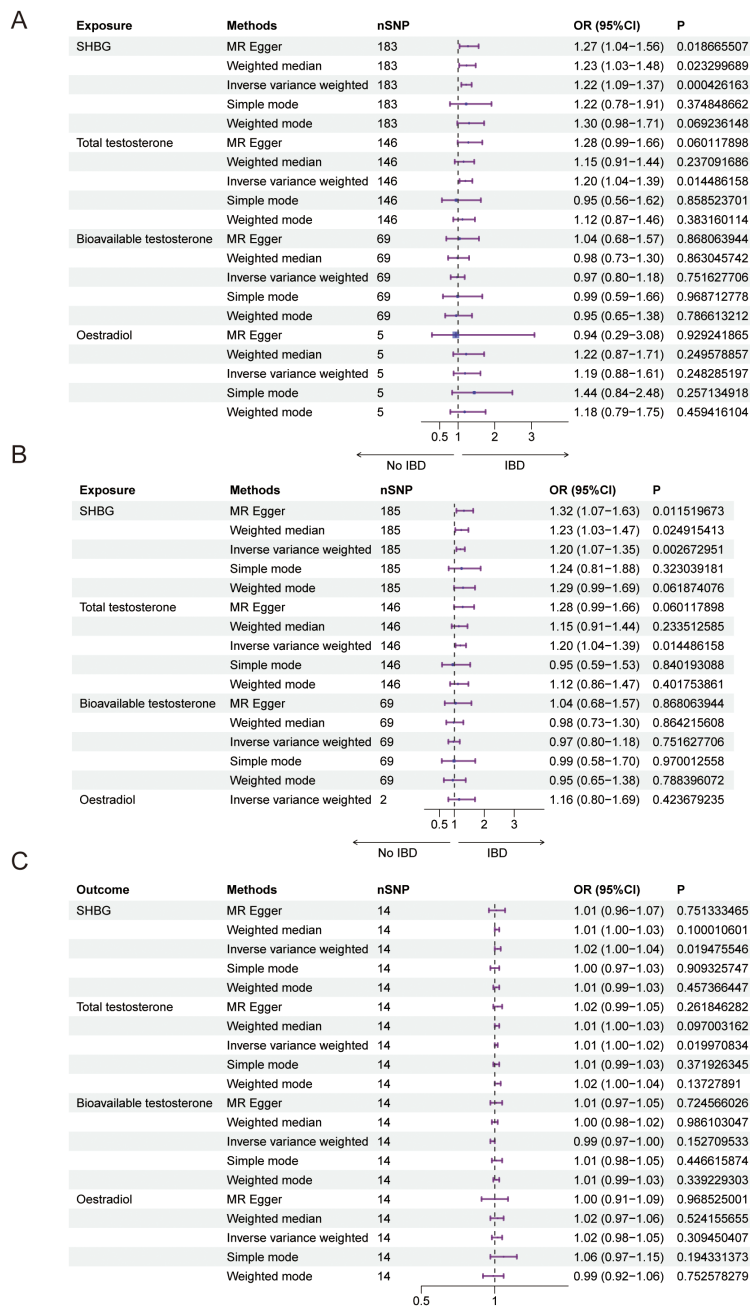 A
Exposure Methods nSNP OR (95%CI) P
SHBG MR Egger 183 1.27 (1.04−1.56) 0.018665507
Weighted median 183 1.23 (1.03−1.48) 0.023299689
Inverse variance weighted 183 1.22 (1.09−1.37) 0.000426163
Simple mode 183 1.22 (0.78−1.91) 0.374848662
Weighted mode 183 1.30 (0.98−1.71) 0.069236148
Total testosterone MR Egger 146 1.28 (0.99−1.66) 0.060117898
Weighted median 146 1.15 (0.91−1.44) 0.237091686
Inverse variance weighted 146 1.20 (1.04−1.39) 0.014486158
Simple mode 146 0.95 (0.56−1.62) 0.858523701
Weighted mode 146 1.12 (0.87−1.46) 0.383160114
Bioavailable testosterone MR Egger 69 1.04 (0.68−1.57) 0.868063944
Weighted median 69 0.98 (0.73−1.30) 0.863045742
Inverse variance weighted 69 0.97 (0.80−1.18) 0.751627706
Simple mode 69 0.99 (0.59−1.66) 0.968712778
Weighted mode 69 0.95 (0.65−1.38) 0.786613212
Oestradiol MR Egger 5 0.94 (0.29−3.08) 0.929241865
Weighted median 5 1.22 (0.87−1.71) 0.249578857
Inverse variance weighted 5 1.19 (0.88−1.61) 0.248285197
Simple mode 5 1.44 (0.84−2.48) 0.257134918
Weighted mode 5 1.18 (0.79−1.75) 0.459416104
0.5 1 2 3
No IBD IBD
B
Exposure Methods nSNP OR (95%CI) P
SHBG MR Egger 185 1.32 (1.07−1.63) 0.011519673
Weighted median 185 1.23 (1.03−1.47) 0.024915413
Inverse variance weighted 185 1.20 (1.07−1.35) 0.002672951
Simple mode 185 1.24 (0.81−1.88) 0.323039181
Weighted mode 185 1.29 (0.99−1.69) 0.061874076
Total testosterone MR Egger 146 1.28 (0.99−1.66) 0.060117898
Weighted median 146 1.15 (0.91−1.44) 0.233512585
Inverse variance weighted 146 1.20 (1.04−1.39) 0.014486158
Simple mode 146 0.95 (0.59−1.53) 0.840193088
Weighted mode 146 1.12 (0.86−1.47) 0.401753861
Bioavailable testosterone MR Egger 69 1.04 (0.68−1.57) 0.868063944
Weighted median 69 0.98 (0.73−1.30) 0.864215608
Inverse variance weighted 69 0.97 (0.80−1.18) 0.751627706
Simple mode 69 0.99 (0.58−1.70) 0.970012558
Weighted mode 69 0.95 (0.65−1.38) 0.788396072
Oestradiol Inverse variance weighted 2 1.16 (0.80−1.69) 0.423679235
0.5 1 2 3
No IBD IBD
C
Outcome Methods nSNP OR (95%CI) P
SHBG MR Egger 14 1.01 (0.96−1.07) 0.751333465
Weighted median 14 1.01 (1.00−1.03) 0.100010601
Inverse variance weighted 14 1.02 (1.00−1.04) 0.019475546
Simple mode 14 1.00 (0.97−1.03) 0.909325747
Weighted mode 14 1.01 (0.99−1.03) 0.457366447
Total testosterone MR Egger 14 1.02 (0.99−1.05) 0.261846282
Weighted median 14 1.01 (1.00−1.03) 0.097003162
Inverse variance weighted 14 1.01 (1.00−1.02) 0.019970834
Simple mode 14 1.01 (0.99−1.03) 0.371926345
Weighted mode 14 1.02 (1.00−1.04) 0.13727891
Bioavailable testosterone MR Egger 14 1.01 (0.97−1.05) 0.724566026
Weighted median 14 1.00 (0.98−1.02) 0.986103047
Inverse variance weighted 14 0.99 (0.97−1.00) 0.152709533
Simple mode 14 1.01 (0.98−1.05) 0.446615874
Weighted mode 14 1.01 (0.99−1.03) 0.339229303
Oestradiol MR Egger 14 1.00 (0.91−1.09) 0.968525001
Weighted median 14 1.02 (0.97−1.06) 0.524155655
Inverse variance weighted 14 1.02 (0.98−1.05) 0.309450407
Simple mode 14 1.06 (0.97−1.15) 0.194331373
Weighted mode 14 0.99 (0.92−1.06) 0.752578279
0.5 1